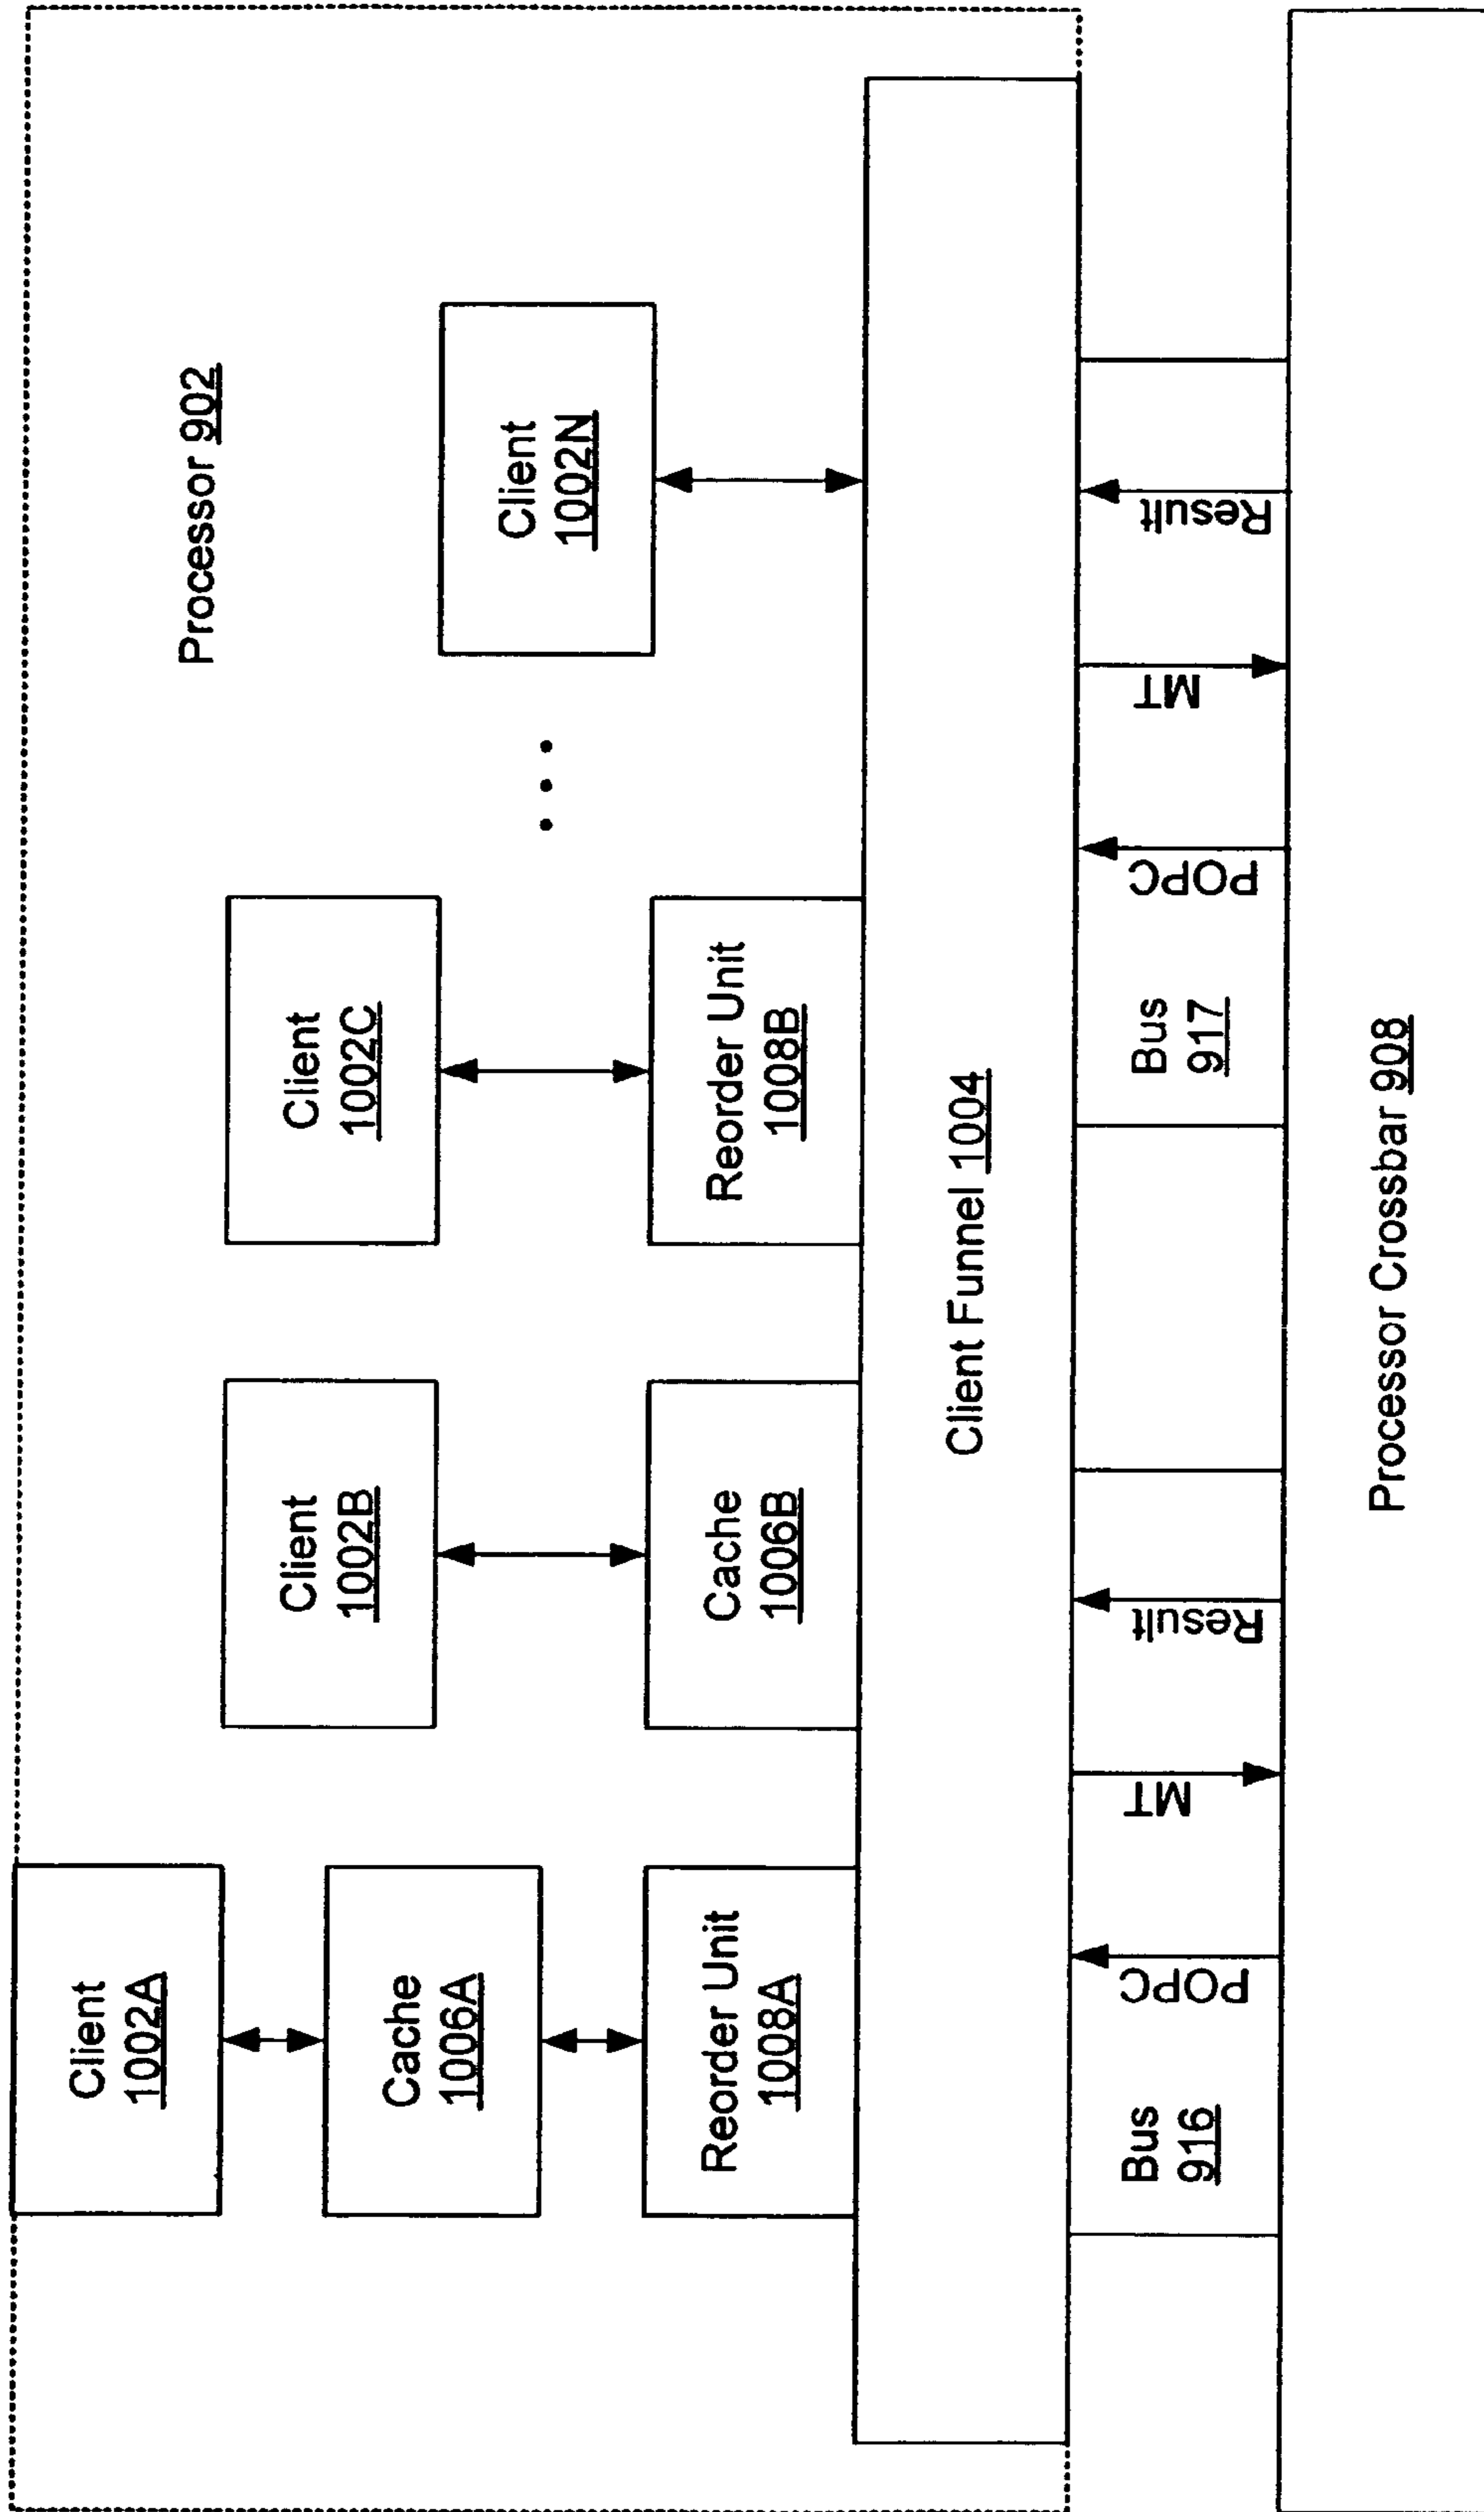 Processor 902
Client
1002A
Cache
1006A
Reorder Unit
1008A
Client
1002B
Cache
1006B
Client
1002C
Reorder Unit
1008B
Client
1002N
Client Funnel 1004
Bus
916
POPC
MT
Result
Bus
917
POPC
MT
Result
Processor Crossbar 908